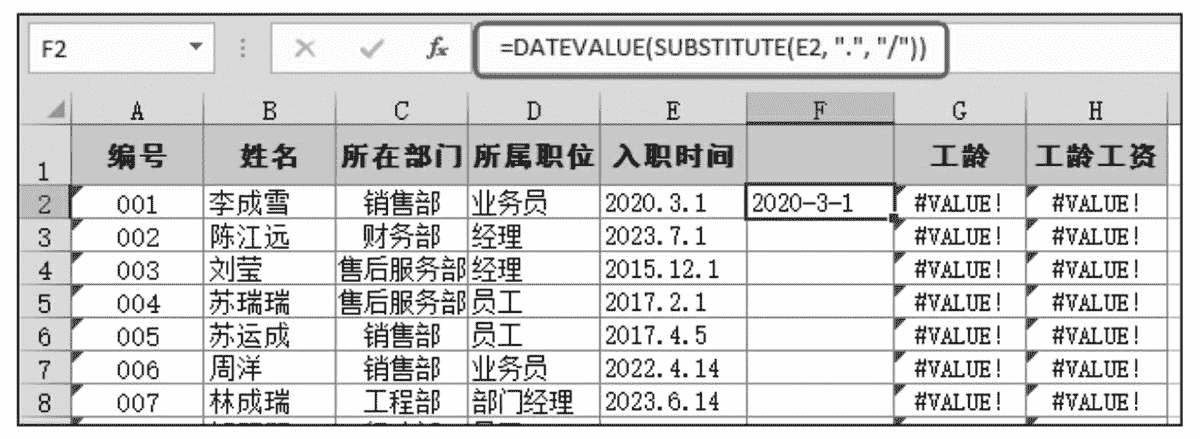 F2 fx =DATEVALUE(SUBSTITUTE(E2, ".", "/"))
A B C D E F G H
1 编号 姓名 所在部门 所属职位 入职时间 工龄 工龄工资
2 001 李成雪 销售部 业务员 2020.3.1 2020-3-1 #VALUE! #VALUE!
3 002 陈江远 财务部 经理 2023.7.1 #VALUE! #VALUE!
4 003 刘莹 售后服务部 经理 2015.12.1 #VALUE! #VALUE!
5 004 苏瑞瑞 售后服务部 员工 2017.2.1 #VALUE! #VALUE!
6 005 苏运成 销售部 员工 2017.4.5 #VALUE! #VALUE!
7 006 周洋 销售部 业务员 2022.4.14 #VALUE! #VALUE!
8 007 林成瑞 工程部 部门经理 2023.6.14 #VALUE! #VALUE!